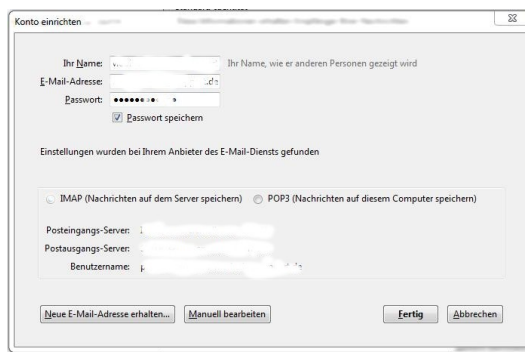 Konto einrichten
Ihr Name: Ihr Name, wie er anderen Personen gezeigt wird
E-Mail-Adresse: .de
Passwort:
Passwort speichern
Einstellungen wurden bei Ihrem Anbieter des E-Mail-Diensts gefunden
IMAP (Nachrichten auf dem Server speichern) POP3 (Nachrichten auf diesem Computer speichern)
Posteingangs-Server:
Postausgangs-Server:
Benutzername:
Neue E-Mail-Adresse erhalten... Manuell bearbeiten Fertig Abbrechen